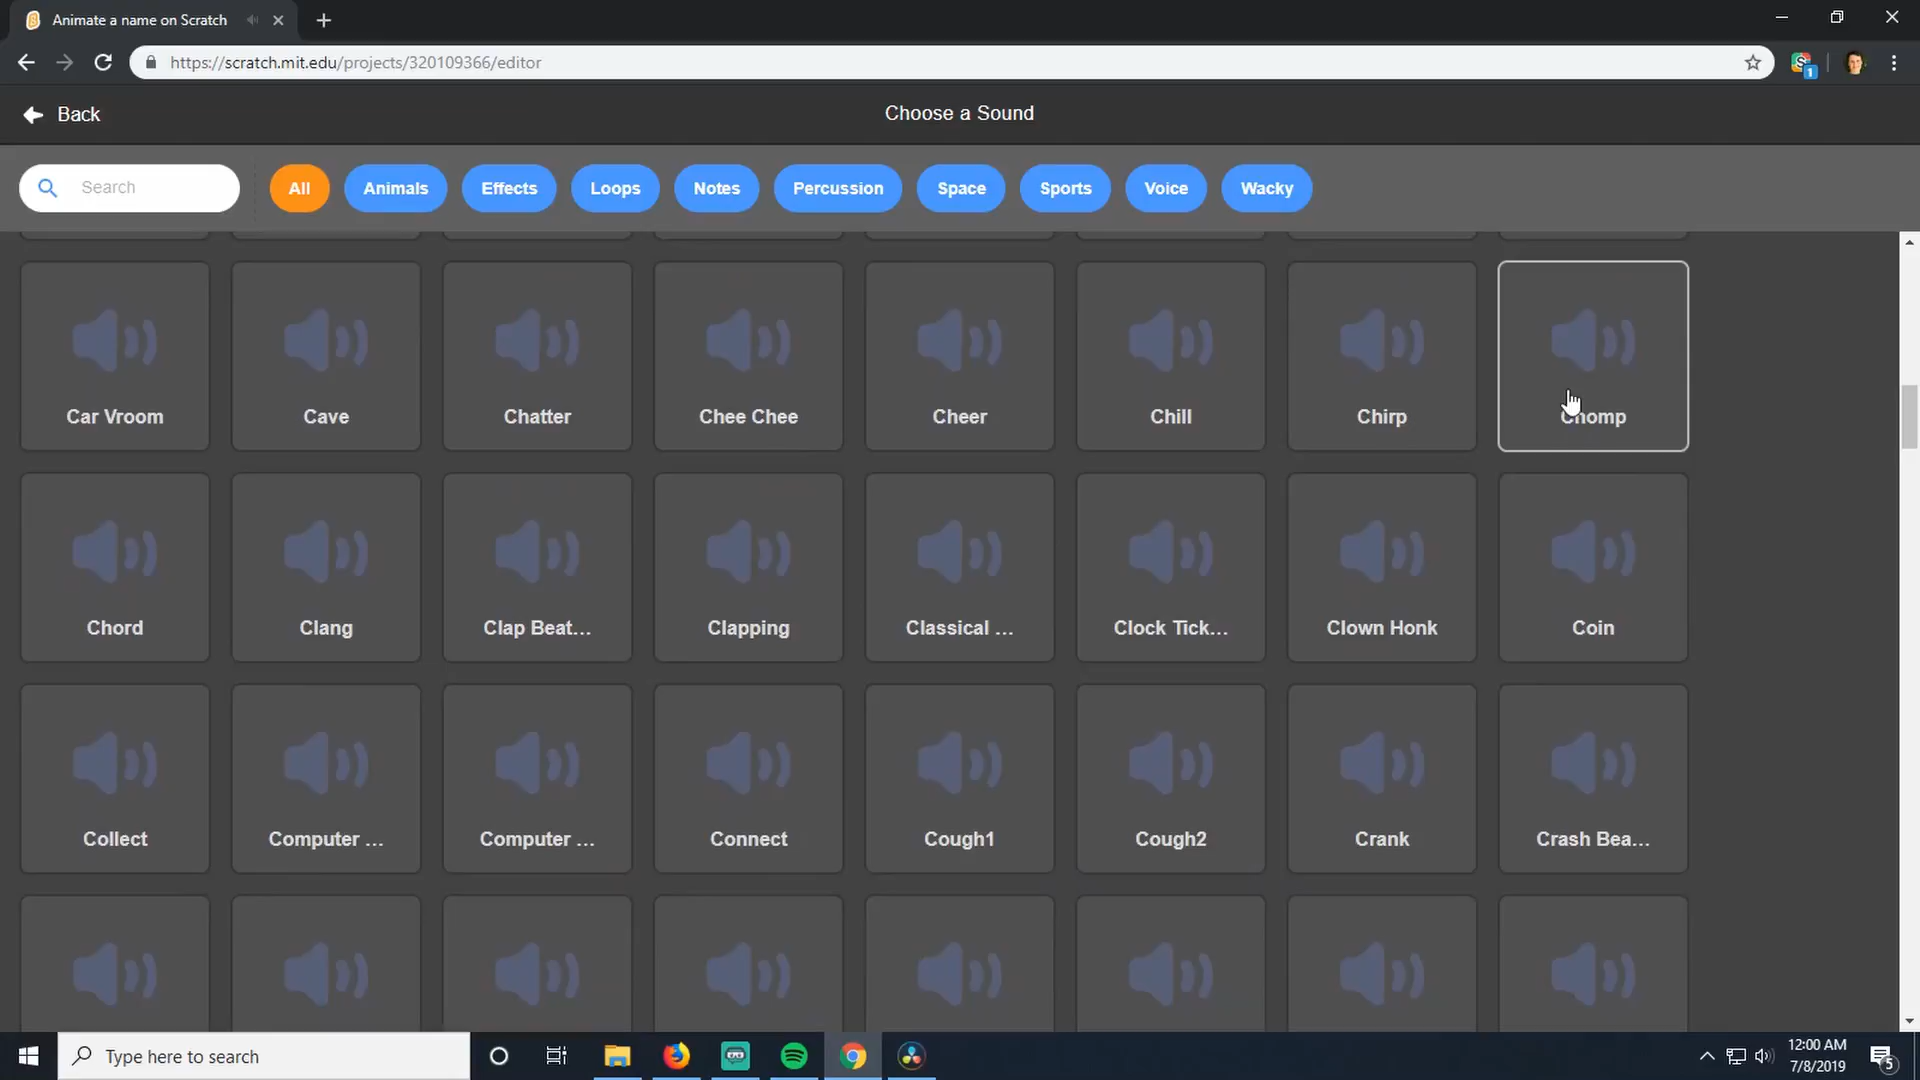 Animate a name on Scratch
https://scratch.mit.edu/projects/320109366/editor
1
Back
Choose a Sound
Search
All
Animals
Effects
Loops
Notes
Percussion
Space
Sports
Voice
Wacky
Car Vroom
Cave
Chatter
Chee Chee
Cheer
Chill
Chirp
Chomp
Chord
Clang
Clap Beat...
Clapping
Classical ...
Clock Tick...
Clown Honk
Coin
Collect
Computer ...
Computer ...
Connect
Cough1
Cough2
Crank
Crash Bea...
Type here to search
12:00 AM
7/8/2019
5